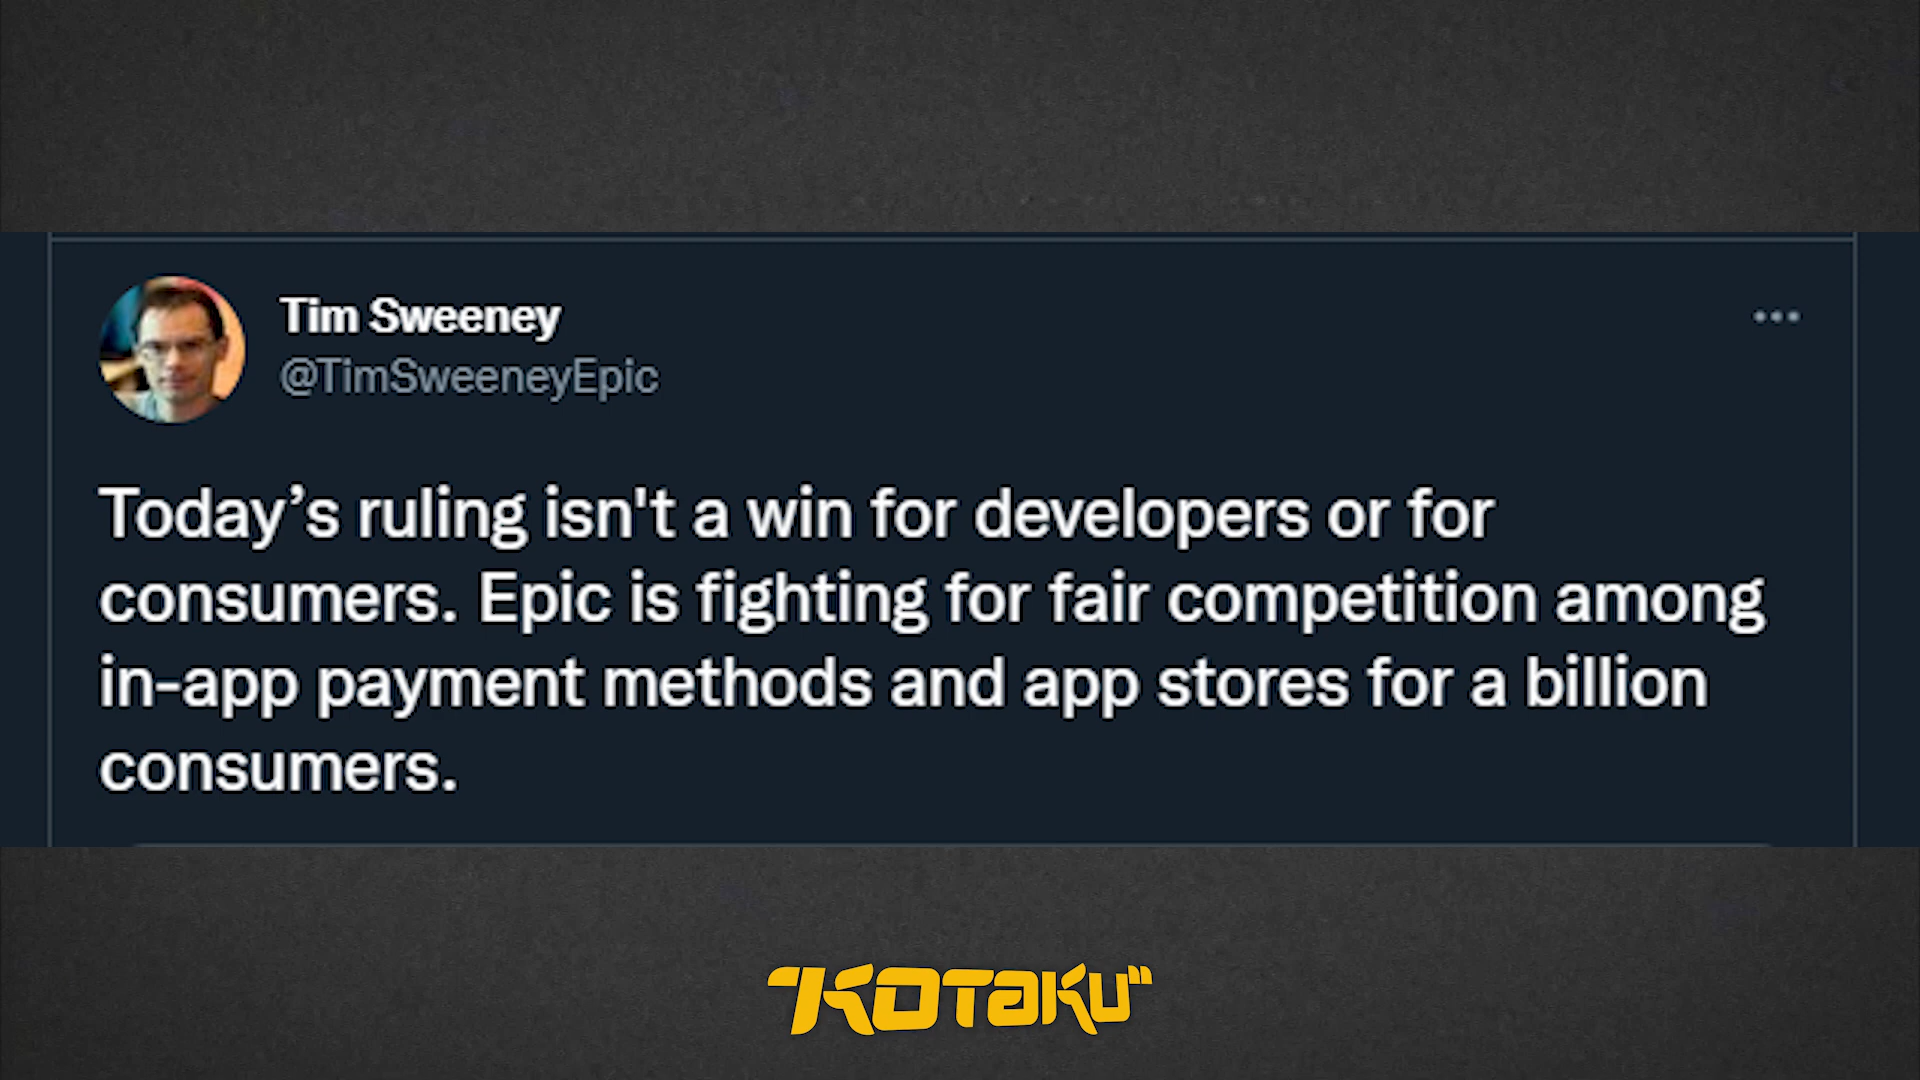 Tim Sweeney
@TimSweeneyEpic
Today’s ruling isn't a win for developers or for
consumers. Epic is fighting for fair competition among
in-app payment methods and app stores for a billion
consumers.
KOTAKU